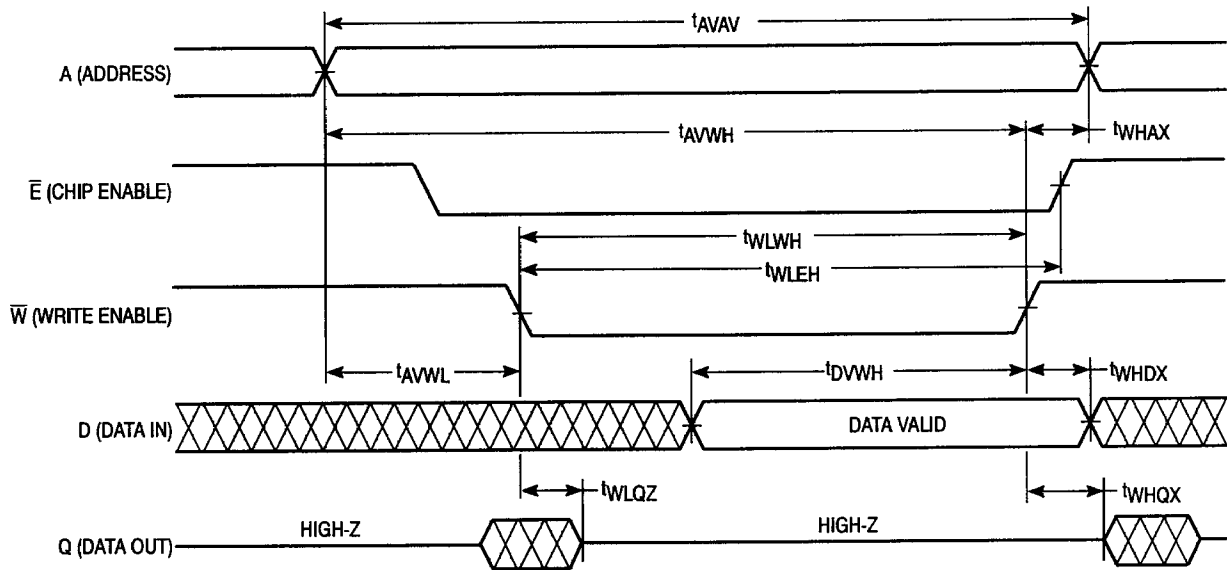 tAVAV
A (ADDRESS)
tAVWH
tWHAX
E (CHIP ENABLE)
tWLWH
tWLEH
W (WRITE ENABLE)
tAVWL
tDVWH
tWHDX
D (DATA IN)
DATA VALID
tWLQZ
tWHQX
HIGH-Z
HIGH-Z
Q (DATA OUT)